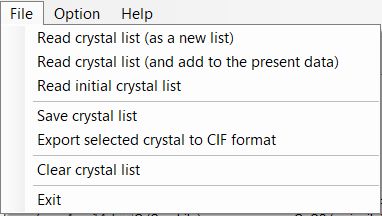 File Option Help
Read crystal list (as a new list)
Read crystal list (and add to the present data)
Read initial crystal list
Save crystal list
Export selected crystal to CIF format
Clear crystal list
Exit